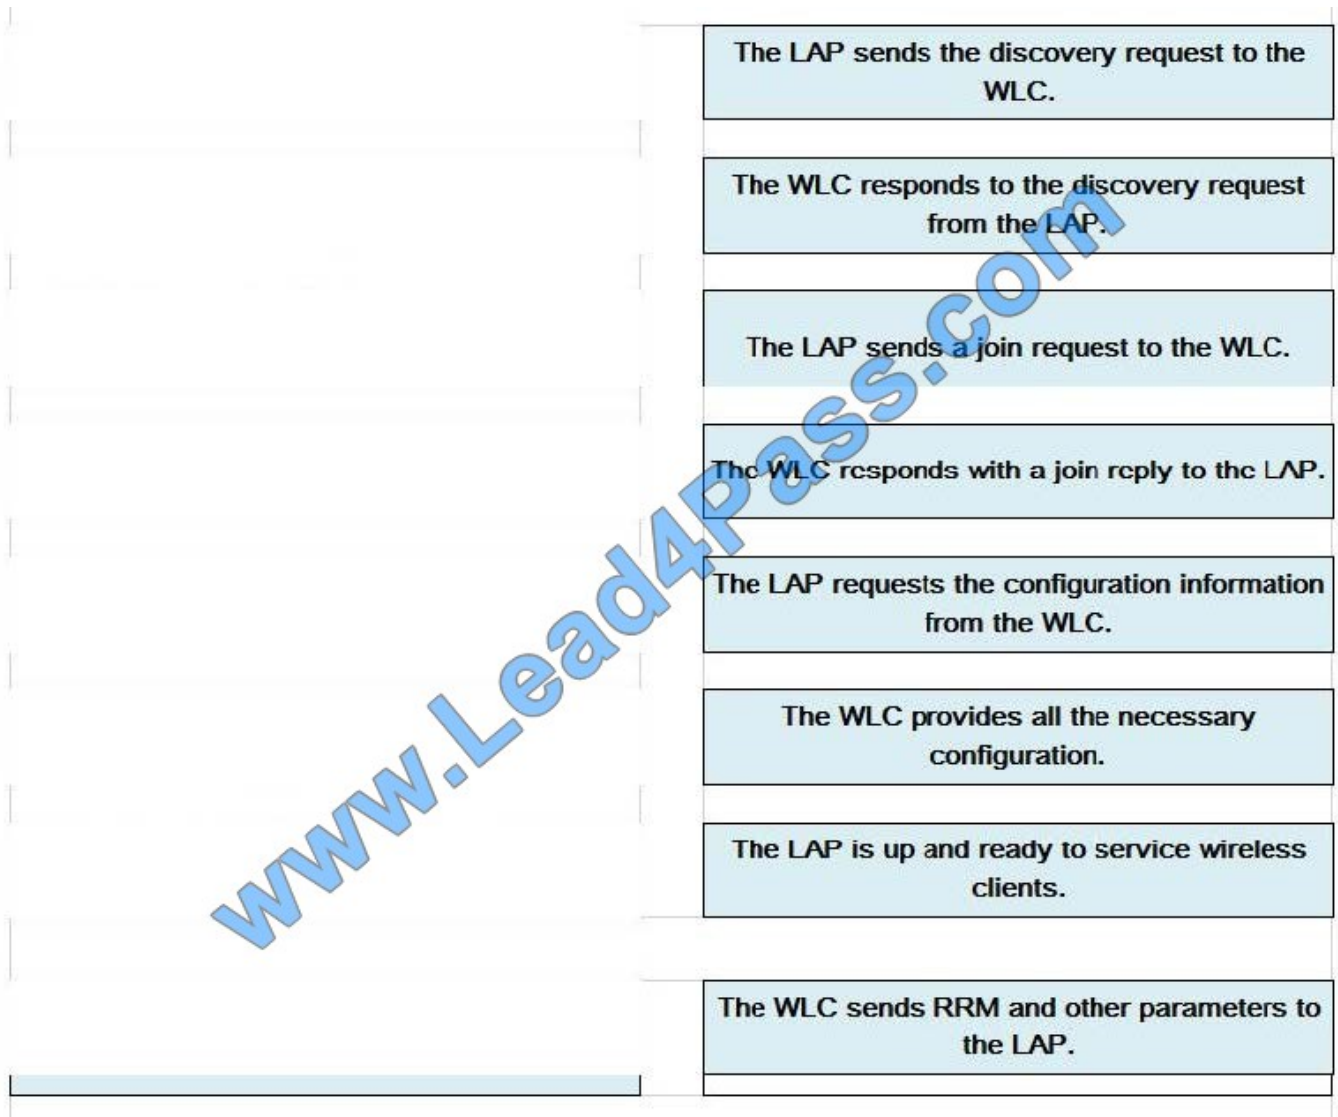 The LAP sends the discovery request to the
WLC.
The WLC responds to the discovery request
from the LAP.
The LAP sends a join request to the WLC.
The WLC responds with a join reply to the LAP.
The LAP requests the configuration information
from the WLC.
The WLC provides all the necessary
configuration.
The LAP is up and ready to service wireless
clients.
The WLC sends RRM and other parameters to
the LAP.
www.Lead4Pass.com